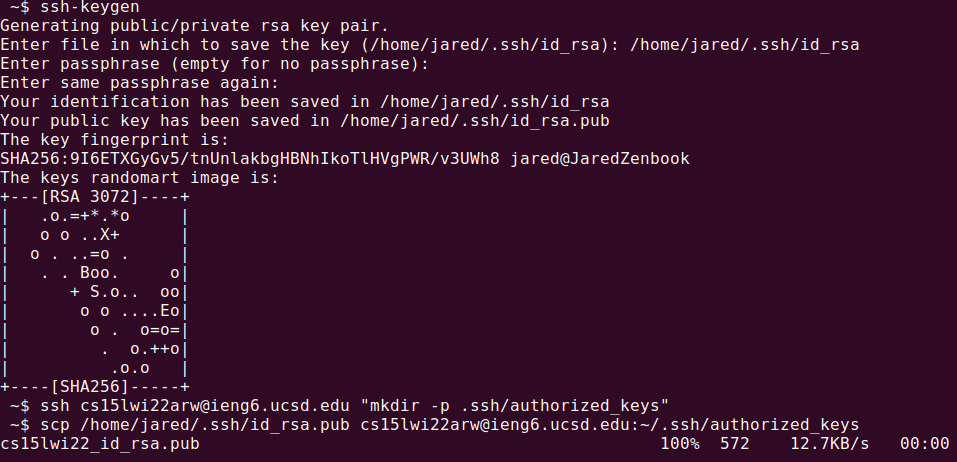 ~$ ssh-keygen
Generating public/private rsa key pair.
Enter file in which to save the key (/home/jared/.ssh/id_rsa): /home/jared/.ssh/id_rsa
Enter passphrase (empty for no passphrase):
Enter same passphrase again:
Your identification has been saved in /home/jared/.ssh/id_rsa
Your public key has been saved in /home/jared/.ssh/id_rsa.pub
The key fingerprint is:
SHA256:9I6ETXGyGv5/tnUnlakbgHBNhIkoTlHVgPWR/v3UWh8 jared@JaredZenbook
The keys randomart image is:
+---[RSA 3072]----+
|   .o.=+*.*o     |
|   o o ..X+      |
|  o . ..=o .     |
|   . . Boo.     o|
|      + S.o..  oo|
|       o o ....Eo|
|        o .  o=o=|
|         .  o.++o|
|          .o.o   |
+----[SHA256]-----+
~$ ssh cs15lwi22arw@ieng6.ucsd.edu "mkdir -p .ssh/authorized_keys"
~$ scp /home/jared/.ssh/id_rsa.pub cs15lwi22arw@ieng6.ucsd.edu:~/.ssh/authorized_keys
cs15lwi22_id_rsa.pub 100% 572 12.7KB/s 00:00